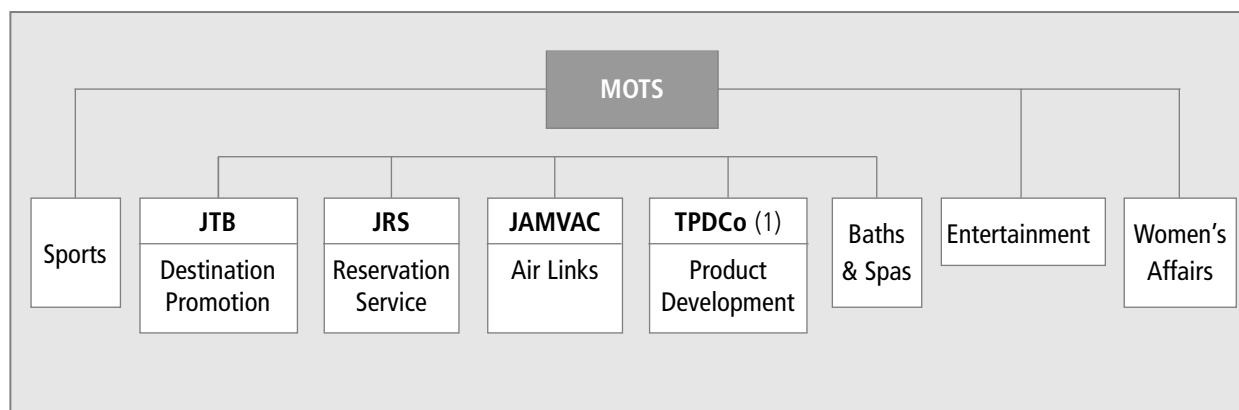 MOTS
Sports
JTB
Destination
Promotion
JRS
Reservation
Service
JAMVAC
Air Links
TPDCo (1)
Product
Development
Baths
& Spas
Entertainment
Women’s
Affairs